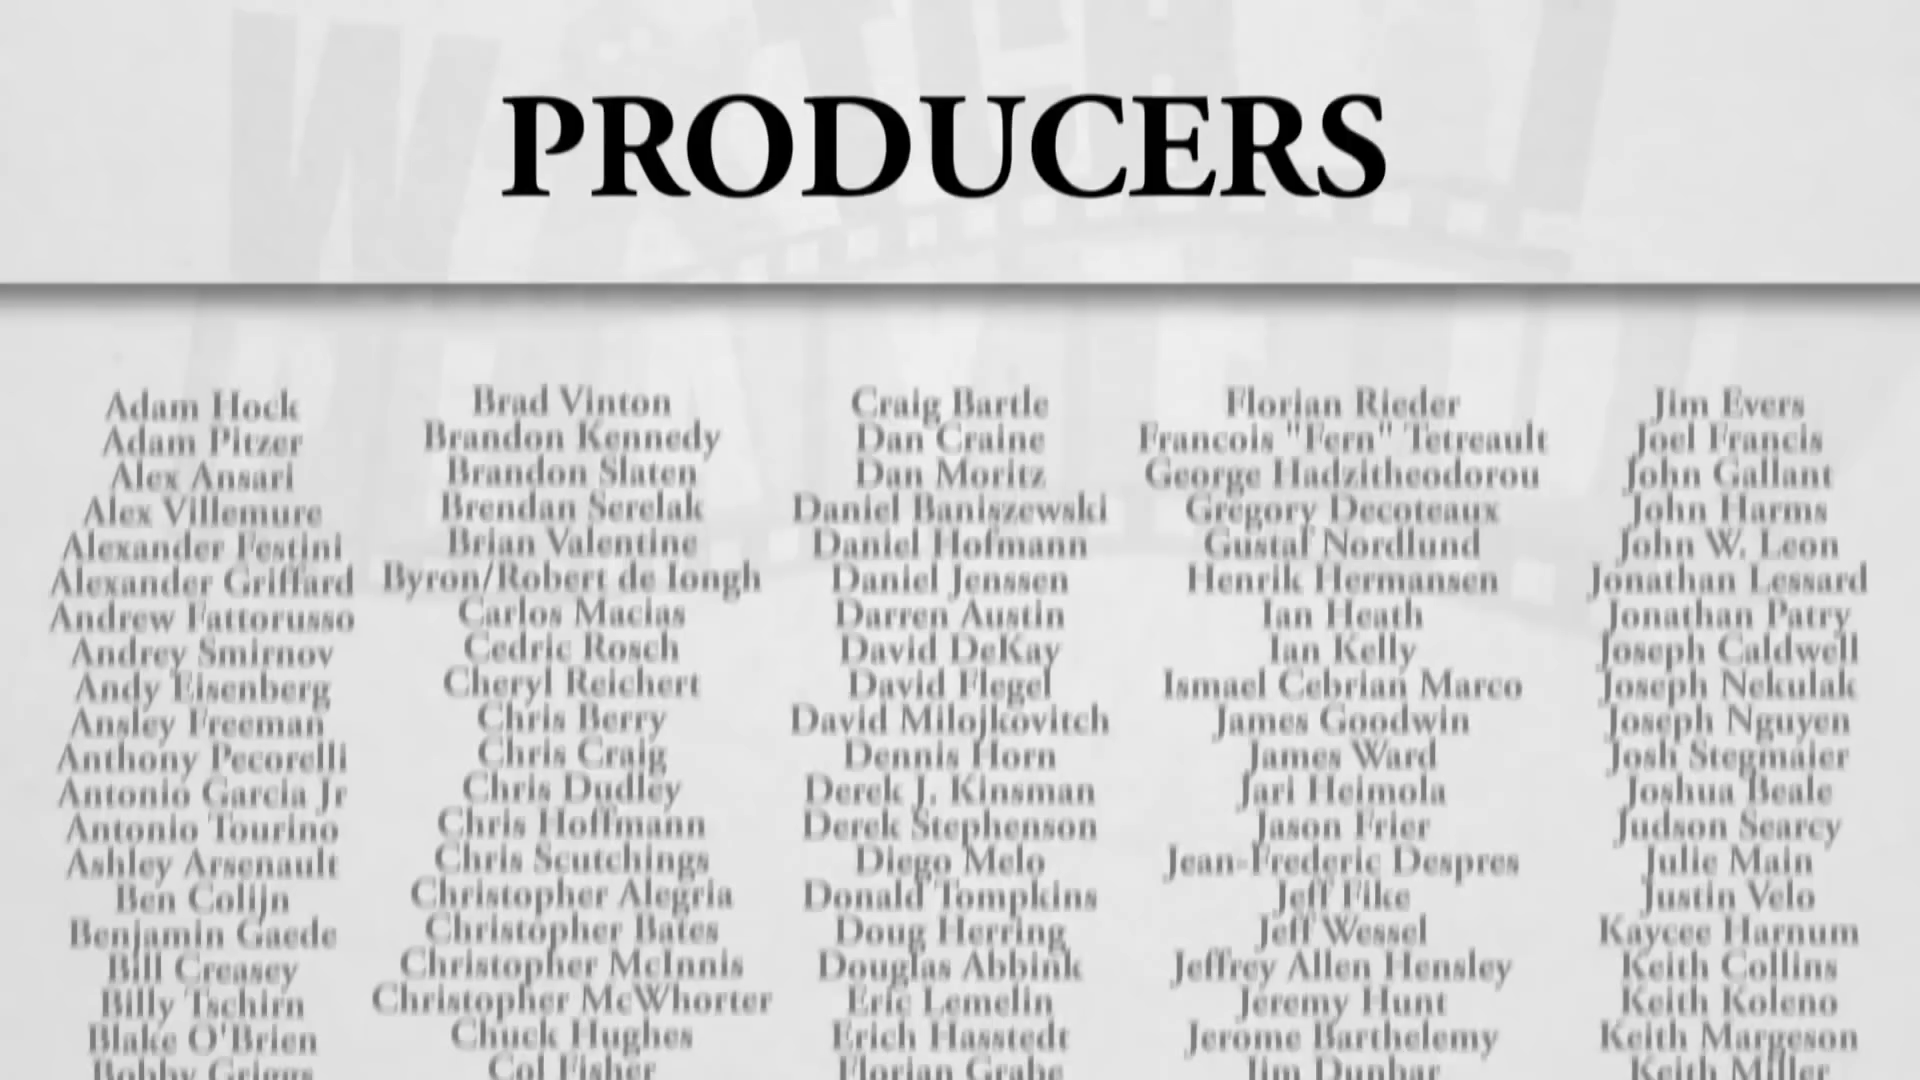 PRODUCERS
Adam Hock
Adam Pitzer
Alex Ansari
Alex Villemure
Alexander Festini
Alexander Griffard
Andrew Fattorusso
Andrey Smirnov
Andy Eisenberg
Ansley Freeman
Anthony Pecorelli
Antonio Garcia Jr
Antonio Tourino
Ashley Arsenault
Ben Colijn
Benjamin Gaede
Bill Creasey
Billy Tschirn
Blake O'Brien
Bobby Griggs
Brad Vinton
Brandon Kennedy
Brandon Slaten
Brendan Serelak
Brian Valentine
Byron/Robert de Iongh
Carlos Macias
Cedric Rosch
Cheryl Reichert
Chris Berry
Chris Craig
Chris Dudley
Chris Hoffmann
Chris Scutchings
Christopher Alegria
Christopher Bates
Christopher McInnis
Christopher McWhorter
Chuck Hughes
Col Fisher
Craig Bartle
Dan Craine
Dan Moritz
Daniel Baniszewski
Daniel Hofmann
Daniel Jenssen
Darren Austin
David DeKay
David Flegel
David Milojkovitch
Dennis Horn
Derek J. Kinsman
Derek Stephenson
Diego Melo
Donald Tompkins
Doug Herring
Douglas Abbink
Eric Lemelin
Erich Hasstedt
Florian Grabe
Florian Rieder
Francois "Fern" Tetreault
George Hadzitheodorou
Gregory Decoteaux
Gustaf Nordlund
Henrik Hermansen
Ian Heath
Ian Kelly
Ismael Cebrian Marco
James Goodwin
James Ward
Jari Heimola
Jason Frier
Jean-Frederic Despres
Jeff Fike
Jeff Wessel
Jeffrey Allen Hensley
Jeremy Hunt
Jerome Barthelemy
Jim Dunbar
Jim Evers
Joel Francis
John Gallant
John Harms
John W. Leon
Jonathan Lessard
Jonathan Patry
Joseph Caldwell
Joseph Nekulak
Joseph Nguyen
Josh Stegmaier
Joshua Beale
Judson Searcy
Julie Main
Justin Velo
Kaycee Harnum
Keith Collins
Keith Koleno
Keith Margeson
Keith Miller